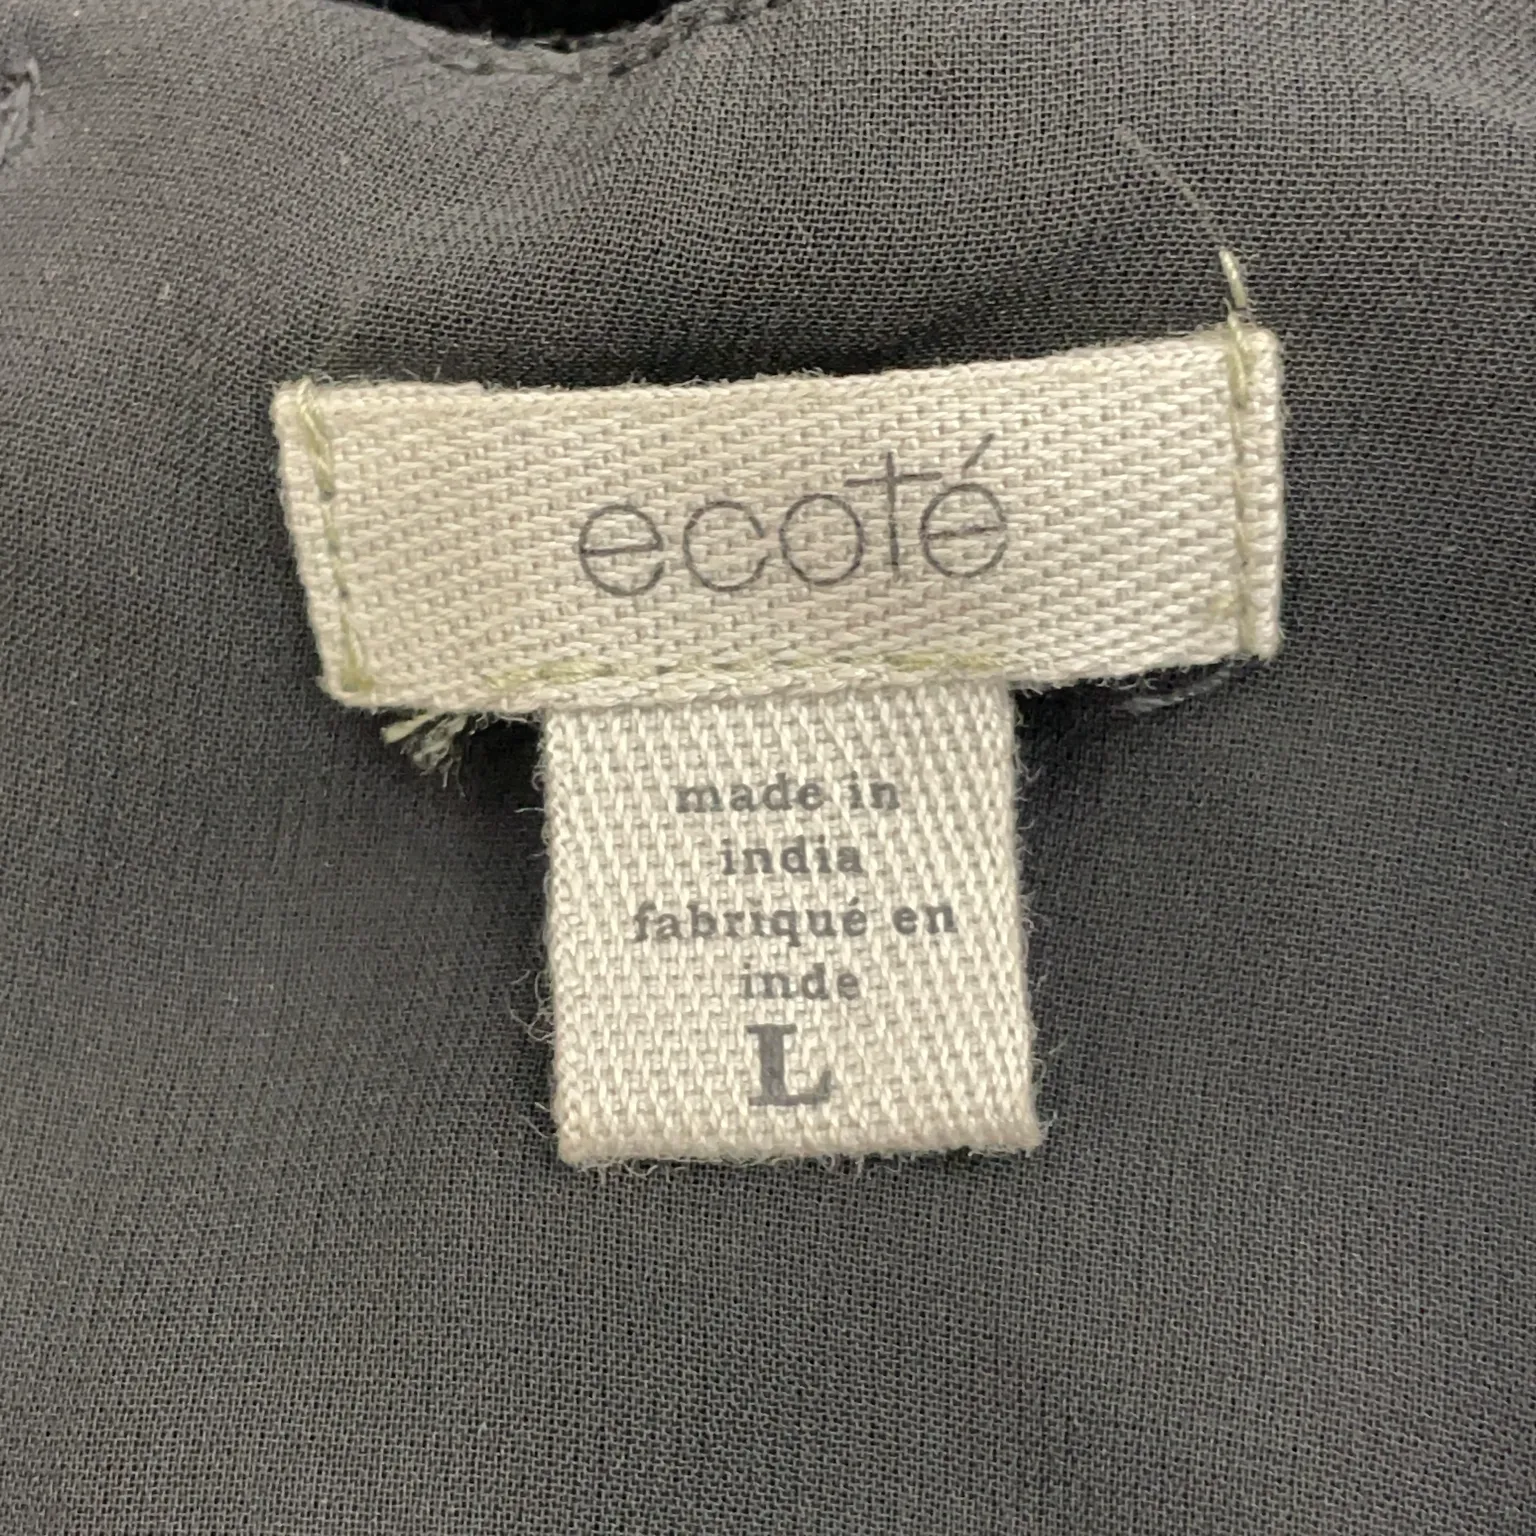 ecoté
made in
india
fabriqué en
inde
L